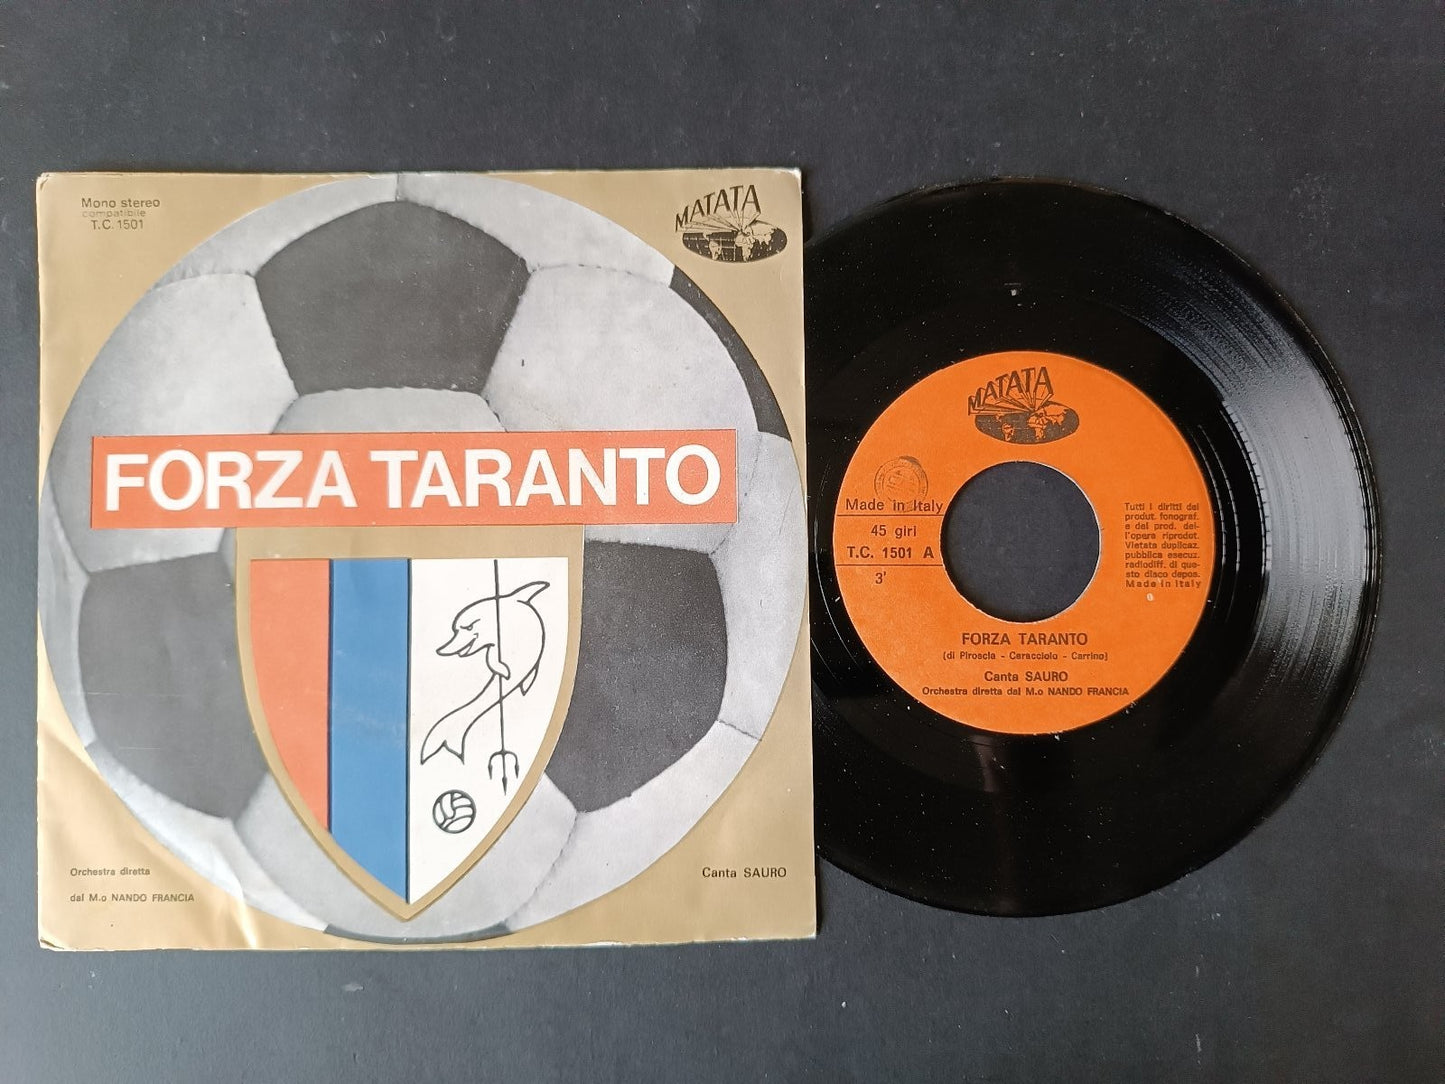 Mono stereo
compatibile
T.C. 1501
MATATA
FORZA TARANTO
Orchestra diretta
dal M.o NANDO FRANCIA
Canta SAURO
MATATA
Made in Italy
45 giri
T.C. 1501 A
3'
Tutti i diritti del
produt. fonograf.
e del prod. del-
l'opera riprodot.
Vietata duplicaz.
pubblica esecuz.
radiodiff. di que-
sto disco depos.
Made in Italy
FORZA TARANTO
(di Piroscia - Caracciolo - Carrino)
Canta SAURO
Orchestra diretta dal M.o NANDO FRANCIA